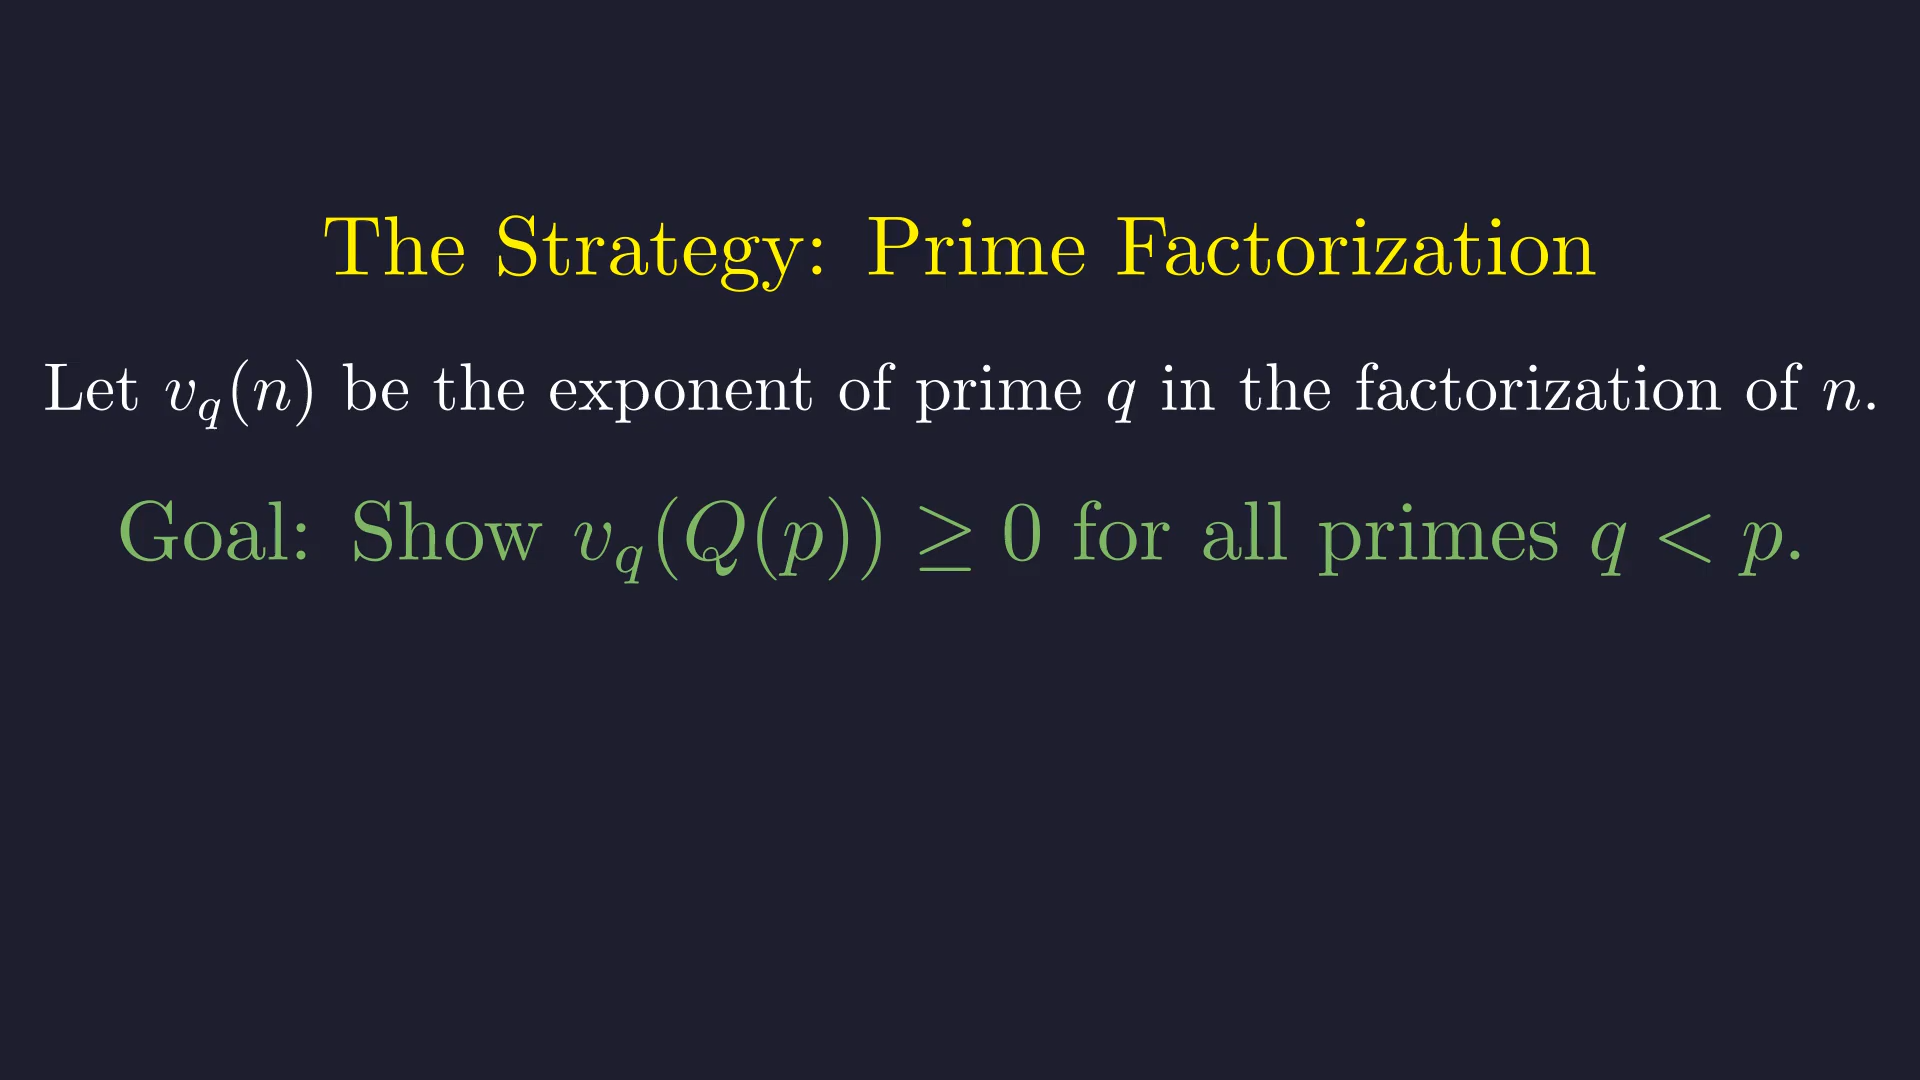 The Strategy: Prime Factorization
Let $v_q(n)$ be the exponent of prime $q$ in the factorization of $n$.
Goal: Show $v_q(Q(p)) \geq 0$ for all primes $q < p$.